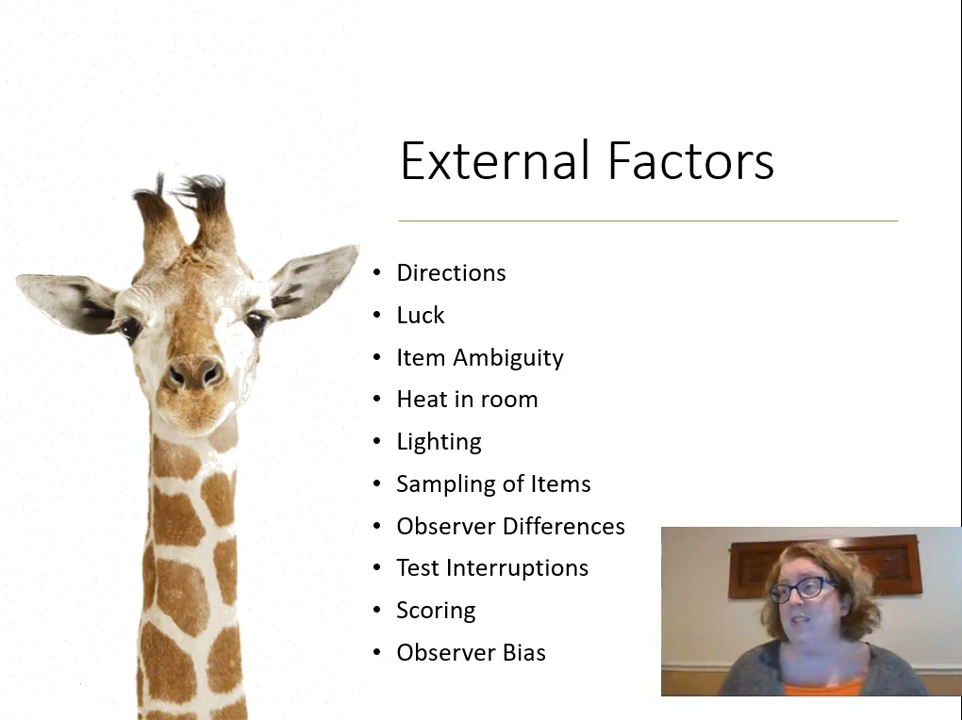 External Factors
Directions
Luck
Item Ambiguity
Heat in room
Lighting
Sampling of Items
Observer Differences
Test Interruptions
Scoring
Observer Bias